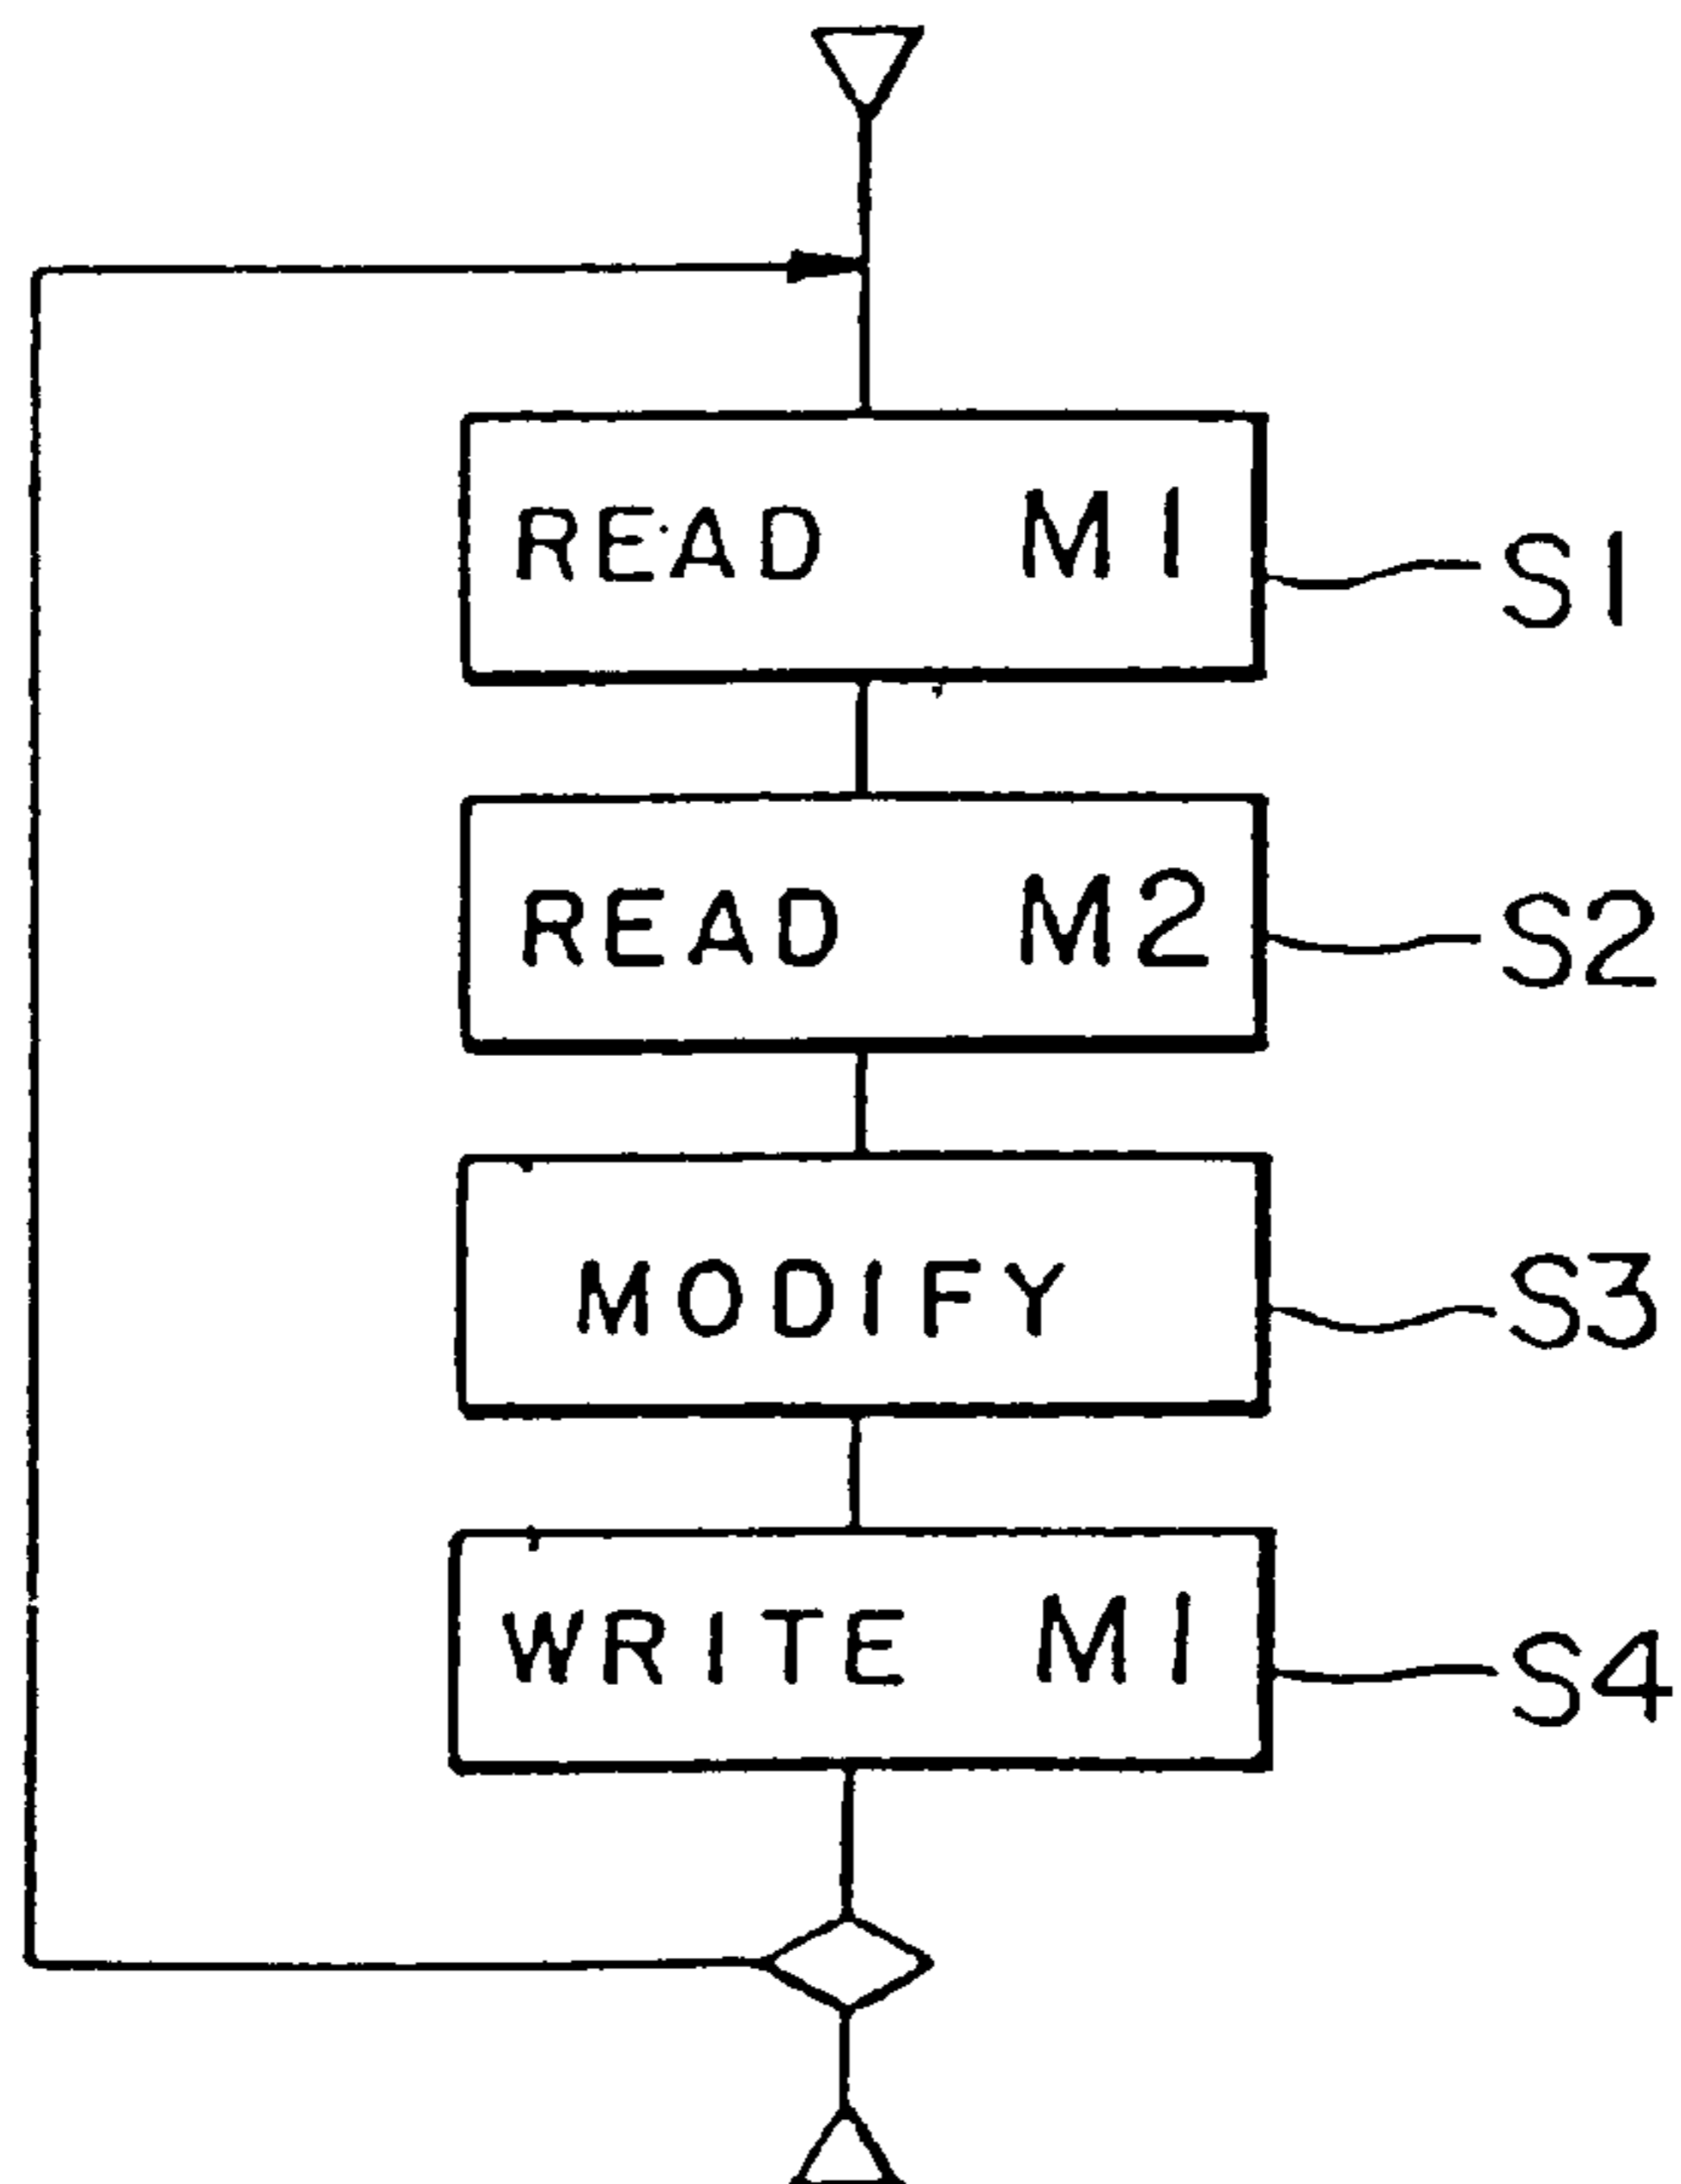 READ M1
S1
READ M2
S2
MODIFY
S3
WRITE M1
S4